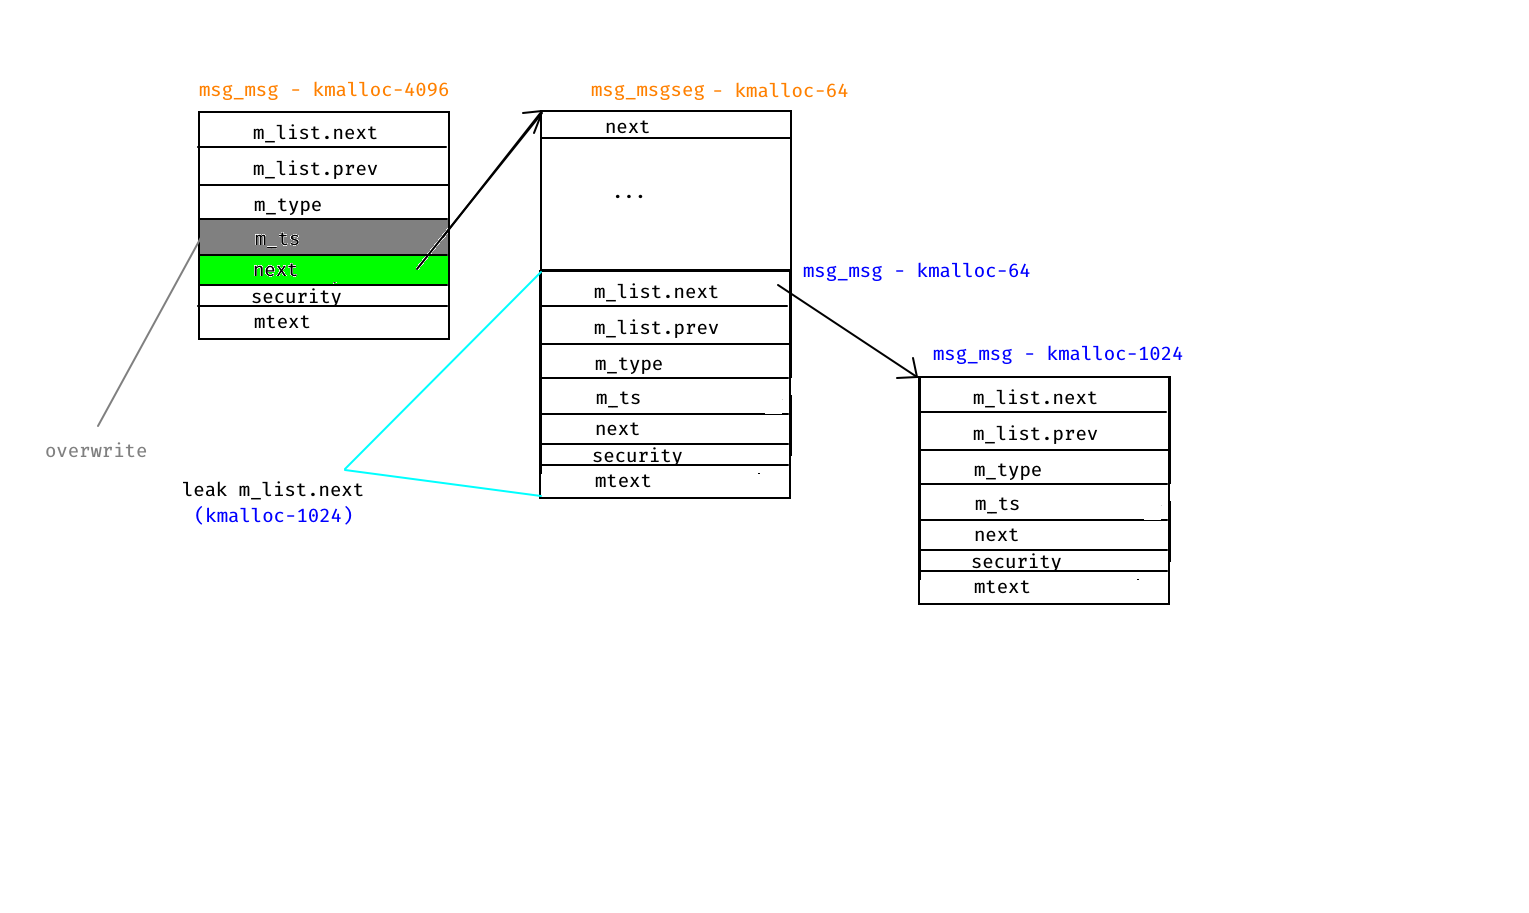 msg_msg - kmalloc-4096
m_list.next
m_list.prev
m_type
m_ts
next
security
mtext
overwrite
leak m_list.next
(kmalloc-1024)
msg_msgseg - kmalloc-64
next
...
msg_msg - kmalloc-64
m_list.next
m_list.prev
m_type
m_ts
next
security
mtext
msg_msg - kmalloc-1024
m_list.next
m_list.prev
m_type
m_ts
next
security
mtext